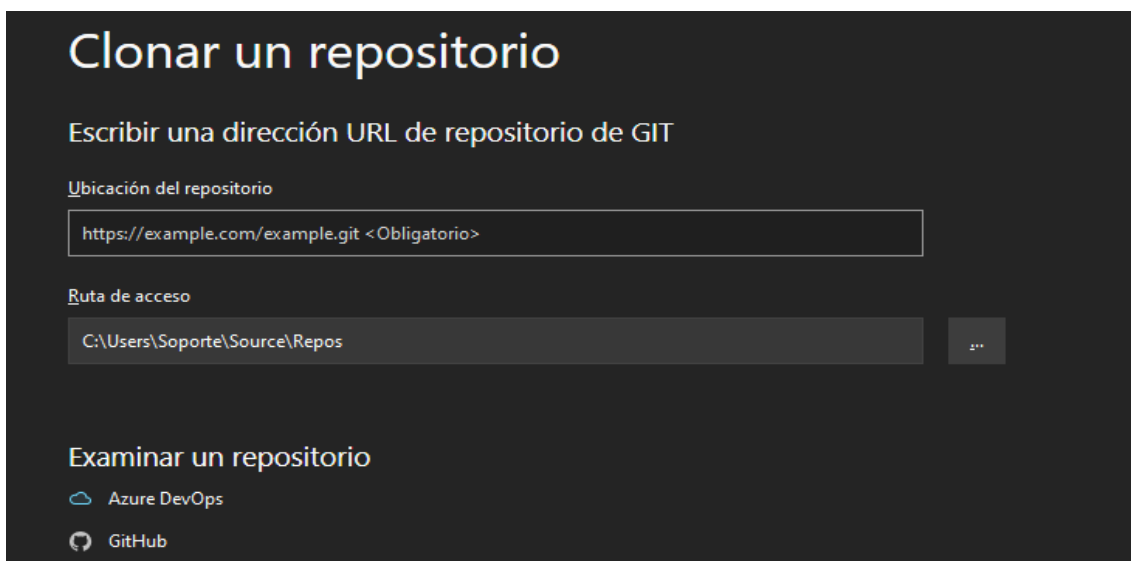 Clonar un repositorio
Escribir una dirección URL de repositorio de GIT
Ubicación del repositorio
https://example.com/example.git <Obligatorio>
Ruta de acceso
C:\Users\Soporte\Source\Repos
...
Examinar un repositorio
Azure DevOps
GitHub